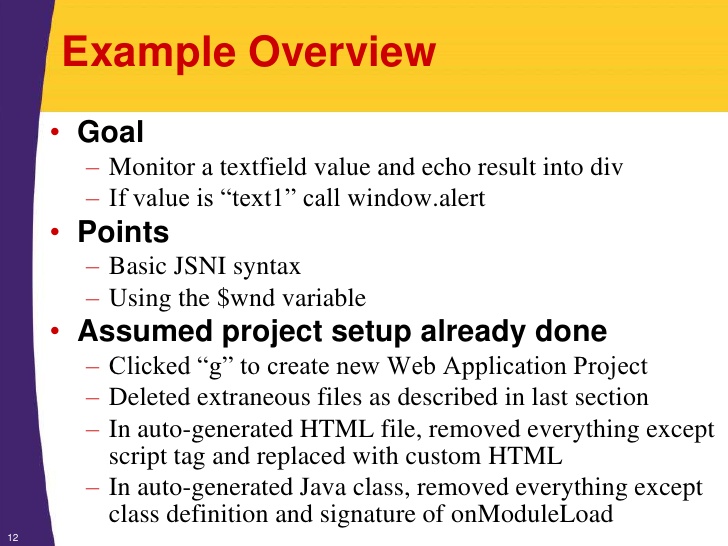 Example Overview
• Goal
– Monitor a textfield value and echo result into div
– If value is “text1” call window.alert
• Points
– Basic JSNI syntax
– Using the $wnd variable
• Assumed project setup already done
– Clicked “g” to create new Web Application Project
– Deleted extraneous files as described in last section
– In auto-generated HTML file, removed everything except
script tag and replaced with custom HTML
– In auto-generated Java class, removed everything except
class definition and signature of onModuleLoad
12